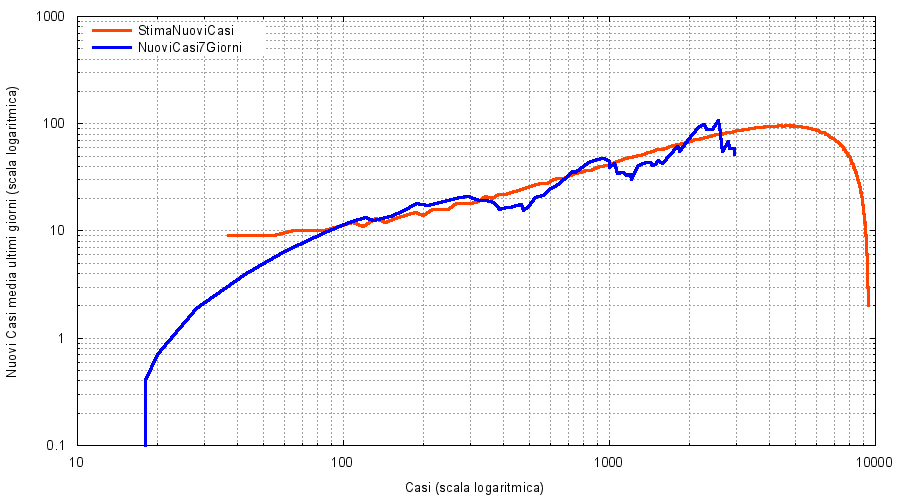 1000
StimaNuoviCasi
NuoviCasi7Giorni
100
10
1
0.1
Nuovi Casi media ultimi giorni (scala logaritmica)
10 100 1000 10000
Casi (scala logaritmica)